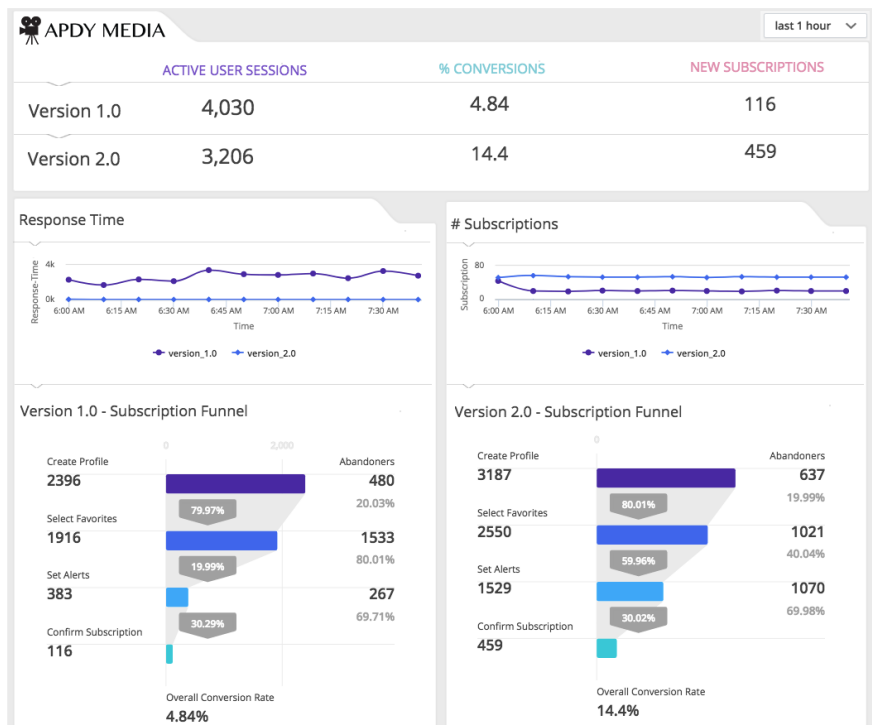 APDY MEDIA
last 1 hour
ACTIVE USER SESSIONS % CONVERSIONS NEW SUBSCRIPTIONS
Version 1.0 4,030 4.84 116
Version 2.0 3,206 14.4 459
Response Time
4k
0k
Response-Time
6:00 AM 6:15 AM 6:30 AM 6:45 AM 7:00 AM 7:15 AM 7:30 AM
Time
version_1.0 version_2.0
# Subscriptions
80
0
Subscription
6:00 AM 6:15 AM 6:30 AM 6:45 AM 7:00 AM 7:15 AM 7:30 AM
Time
version_1.0 version_2.0
Version 1.0 - Subscription Funnel
0 2,000
Create Profile Abandoners
2396 480
79.97% 20.03%
Select Favorites
1916 1533
19.99% 80.01%
Set Alerts
383 267
30.29% 69.71%
Confirm Subscription
116
Overall Conversion Rate
4.84%
Version 2.0 - Subscription Funnel
0
Create Profile Abandoners
3187 637
80.01% 19.99%
Select Favorites
2550 1021
59.96% 40.04%
Set Alerts
1529 1070
30.02% 69.98%
Confirm Subscription
459
Overall Conversion Rate
14.4%